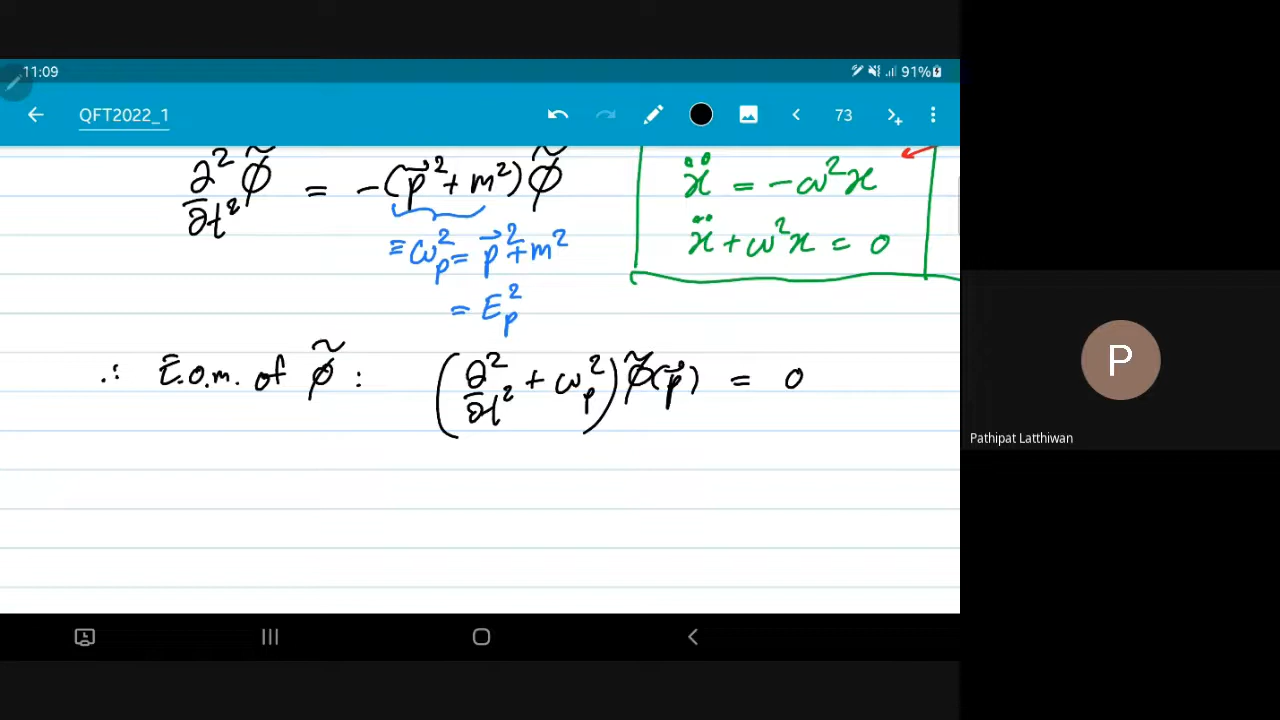 11:09 91%
QFT2022_1 73
∂²φ̃/∂t² = -(p⃗² + m²)φ̃
≡ ω_p² = p⃗² + m²
= E_p²
ẍ = -ω²x
ẍ + ω²x = 0
∴ E.o.m. of φ̃ : (∂²/∂t² + ω_p²)φ̃(p⃗) = 0
P
Pathipat Latthiwan